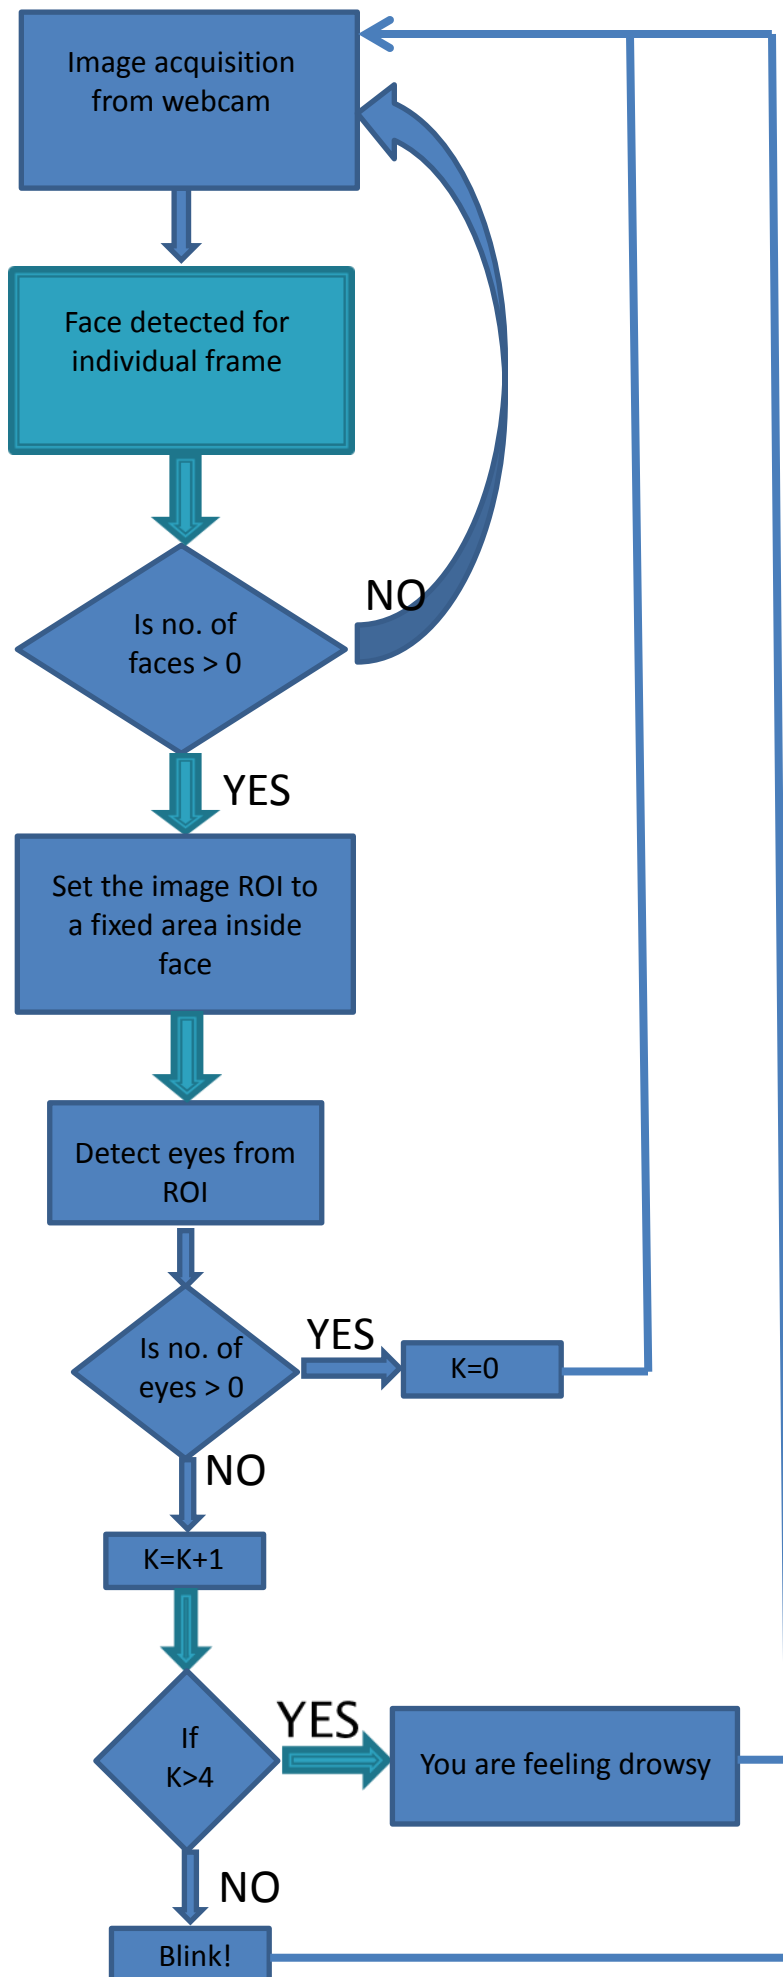 Image acquisition
from webcam
Face detected for
individual frame
Is no. of
faces > 0
NO
YES
Set the image ROI to
a fixed area inside
face
Detect eyes from
ROI
Is no. of
eyes > 0
YES
K=0
NO
K=K+1
If
K>4
YES
You are feeling drowsy
NO
Blink!